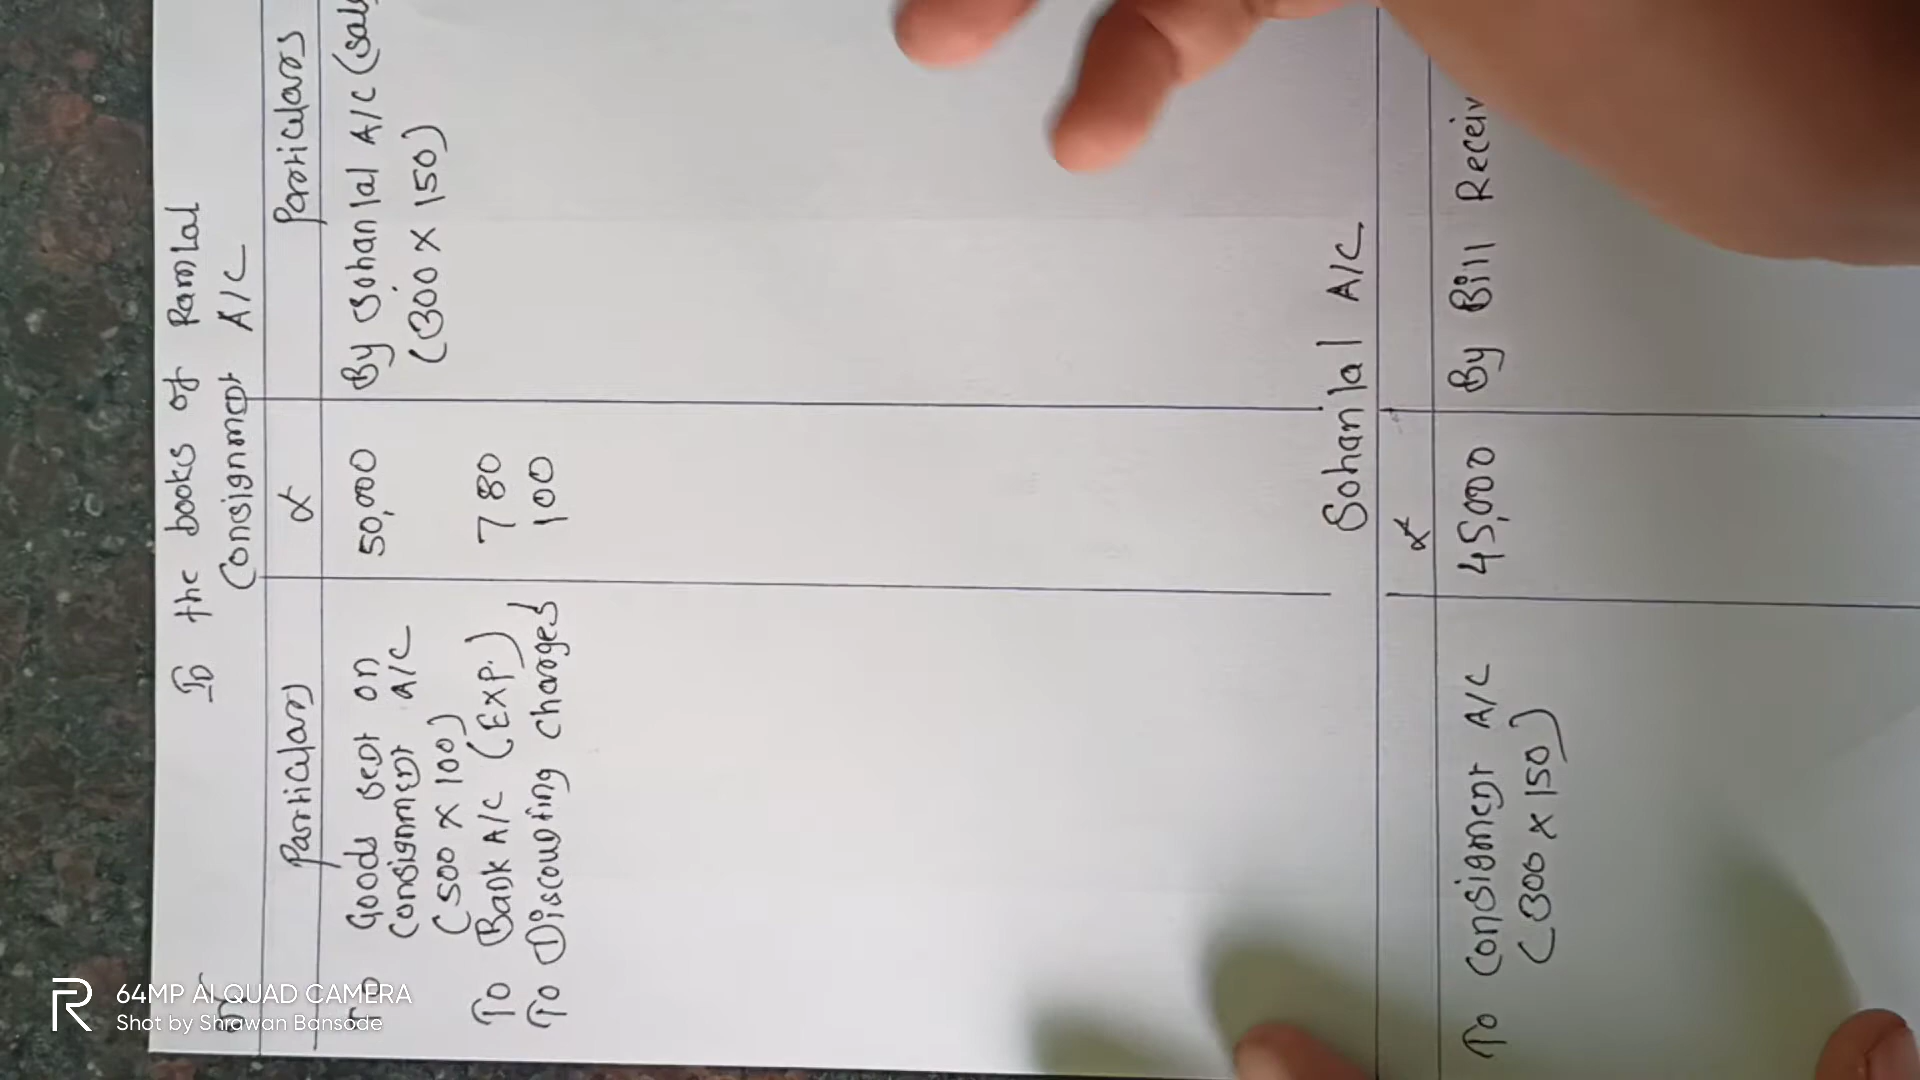 In the books of Ramlal
Consignment A/C
Dr
Particulars
₹
Particulars
To Goods sent on
Consignment A/C
(500 x 100)
50,000
To Bank A/C (Exp.)
780
To Discounting Charges
100
By Sohanlal A/C
(300 x 150)
Sohanlal A/C
₹
To Consignment A/C
(300 x 150)
45,000
By Bill
64MP AI QUAD CAMERA
Shot by Shrawan Bansode